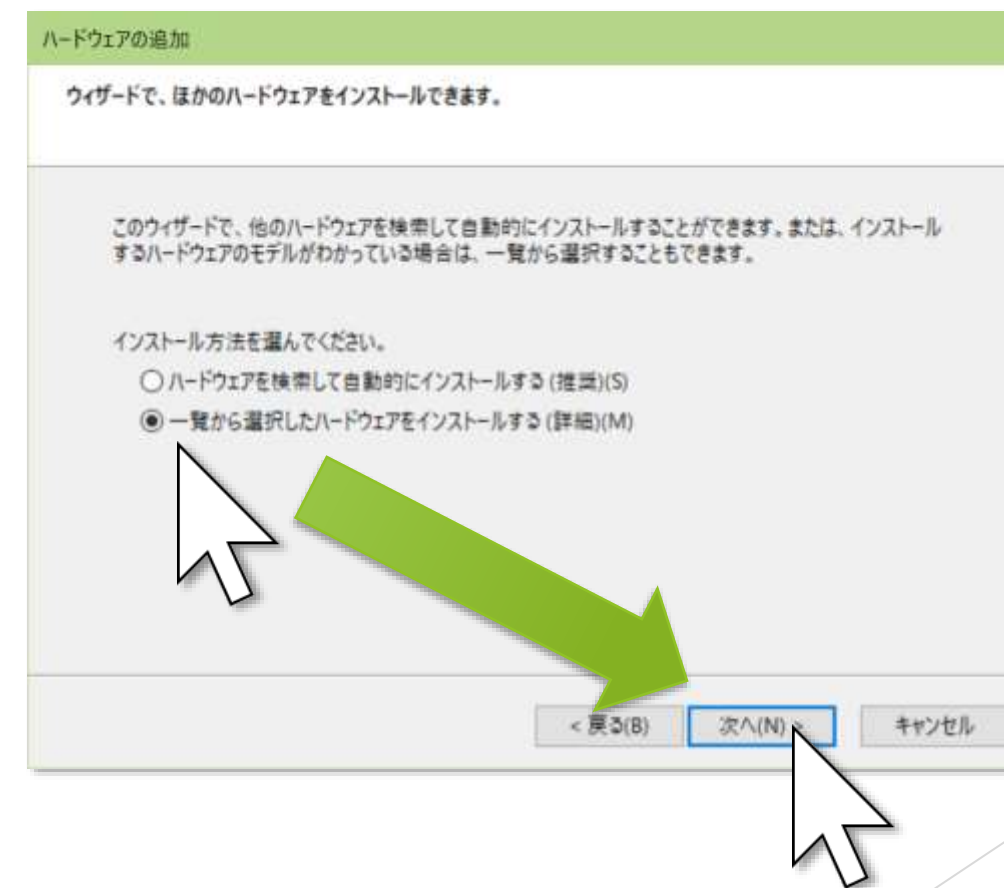 ハードウェアの追加
ウィザードで、ほかのハードウェアをインストールできます。
このウィザードで、他のハードウェアを検索して自動的にインストールすることができます。または、インストール
するハードウェアのモデルがわかっている場合は、一覧から選択することもできます。
インストール方法を選んでください。
ハードウェアを検索して自動的にインストールする (推奨)(S)
一覧から選択したハードウェアをインストールする (詳細)(M)
< 戻る(B) 次へ(N) > キャンセル